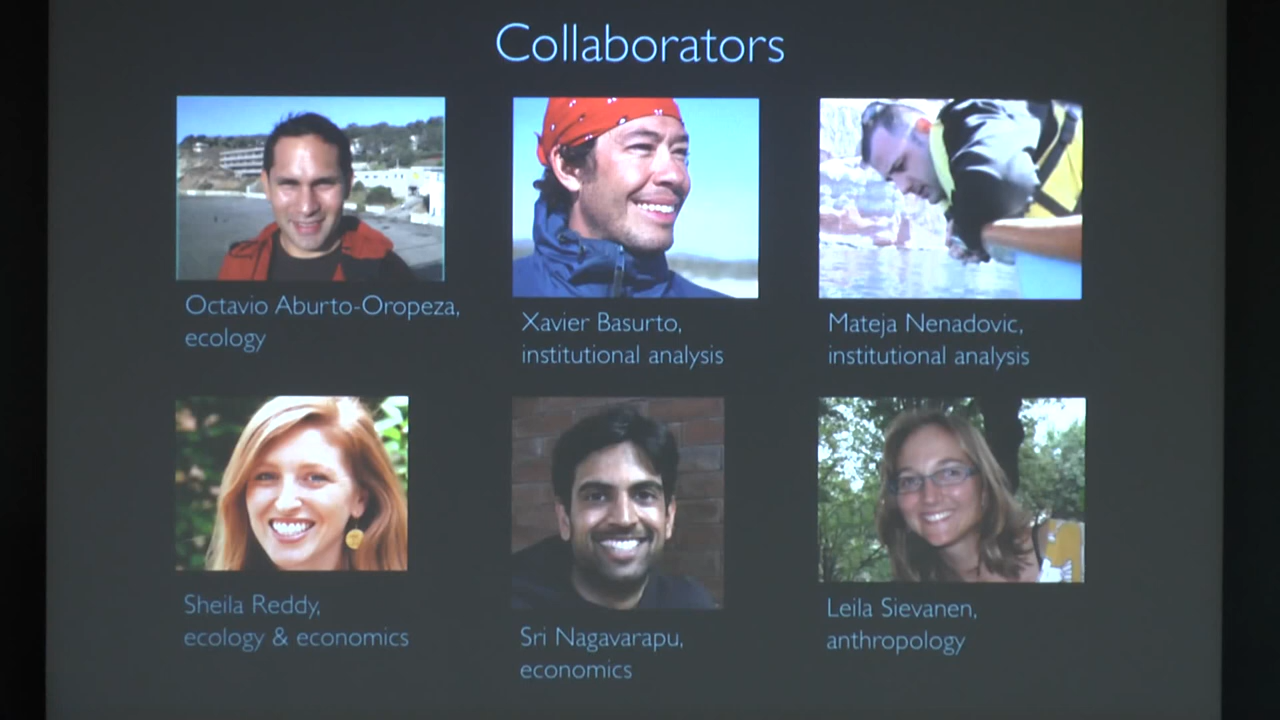 Collaborators
Octavio Aburto-Oropeza,
ecology
Xavier Basurto,
institutional analysis
Mateja Nenadovic,
institutional analysis
Sheila Reddy,
ecology & economics
Sri Nagavarapu,
economics
Leila Sievanen,
anthropology